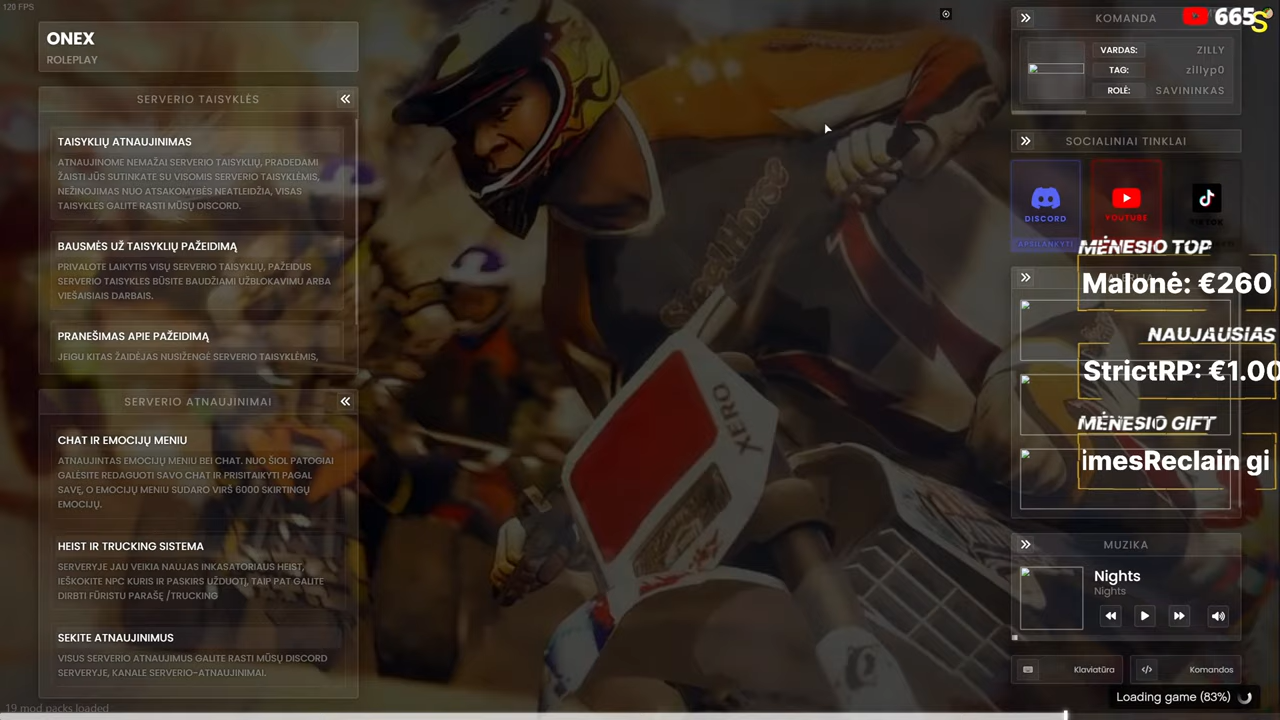 120 FPS
ONEX
ROLEPLAY
SERVERIO TAISYKLĖS
TAISYKLIŲ ATNAUJINIMAS
ATNAUJINOME NEMAŽAI SERVERIO TAISYKLIŲ, PRADEDAMI
ŽAISTI JŪS SUTINKATE SU VISOMIS SERVERIO TAISYKLĖMIS,
NEŽINOJIMAS NUO ATSAKOMYBĖS NEATLEIDŽIA, VISAS
TAISYKLES GALITE RASTI MŪSŲ DISCORD.
BAUSMĖS UŽ TAISYKLIŲ PAŽEIDIMĄ
PRIVALOTE LAIKYTIS VISŲ SERVERIO TAISYKLIŲ, PAŽEIDUS
SERVERIO TAISYKLES BŪSITE BAUDŽIAMI UŽBLOKAVIMU ARBA
VIEŠAISIAIS DARBAIS.
PRANEŠIMAS APIE PAŽEIDIMĄ
JEIGU KITAS ŽAIDĖJAS NUSIŽENGĖ SERVERIO TAISYKLĖMIS,
SERVERIO ATNAUJINIMAI
CHAT IR EMOCIJŲ MENIU
ATNAUJINTAS EMOCIJŲ MENIU BEI CHAT. NUO ŠIOL PATOGIAI
GALĖSITE REDAGUOTI SAVO CHAT IR PRISITAIKYTI PAGAL
SAVĘ, O EMOCIJŲ MENIU SUDARO VIRŠ 6000 SKIRTINGŲ
EMOCIJŲ.
HEIST IR TRUCKING SISTEMA
SERVERYJE JAU VEIKIA NAUJAS INKASATORIAUS HEIST,
IEŠKOKITE NPC KURIS IR PASKIRS UŽDUOTĮ, TAIP PAT GALITE
DIRBTI FŪRISTU PARAŠĘ /TRUCKING
SEKITE ATNAUJINIMUS
VISUS SERVERIO ATNAUJIMUS GALITE RASTI MŪSŲ DISCORD
SERVERYJE, KANALE SERVERIO-ATNAUJINIMAI.
19 mod packs loaded
XERO
KOMANDA
665
S
VARDAS: ZILLY
TAG: zillyp0
ROLĖ: SAVININKAS
SOCIALINIAI TINKLAI
DISCORD
YOUTUBE
TIKTOK
APSILANKYTI
MĖNESIO TOP
Malonė: €260
NAUJAUSIAS
StrictRP: €1.00
MĖNESIO GIFT
imesReclain gi
MUZIKA
Nights
Nights
Klaviatūra
Komandos
Loading game (83%)